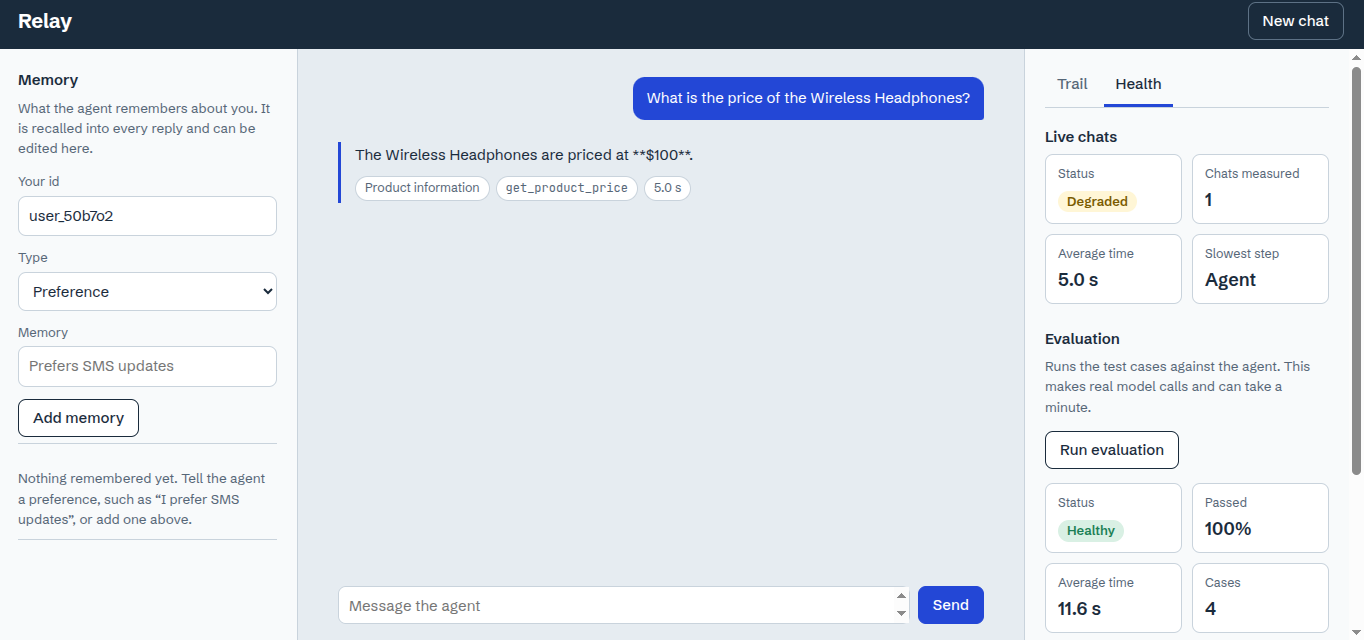 Relay
New chat
Memory
What the agent remembers about you. It
is recalled into every reply and can be
edited here.
Your id
user_50b7o2
Type
Preference
Memory
Prefers SMS updates
Add memory
Nothing remembered yet. Tell the agent
a preference, such as “I prefer SMS
updates”, or add one above.
What is the price of the Wireless Headphones?
The Wireless Headphones are priced at **$100**.
Product information get_product_price 5.0 s
Message the agent
Send
Trail Health
Live chats
Status
Degraded
Chats measured
1
Average time
5.0 s
Slowest step
Agent
Evaluation
Runs the test cases against the agent. This
makes real model calls and can take a
minute.
Run evaluation
Status
Healthy
Passed
100%
Average time
11.6 s
Cases
4